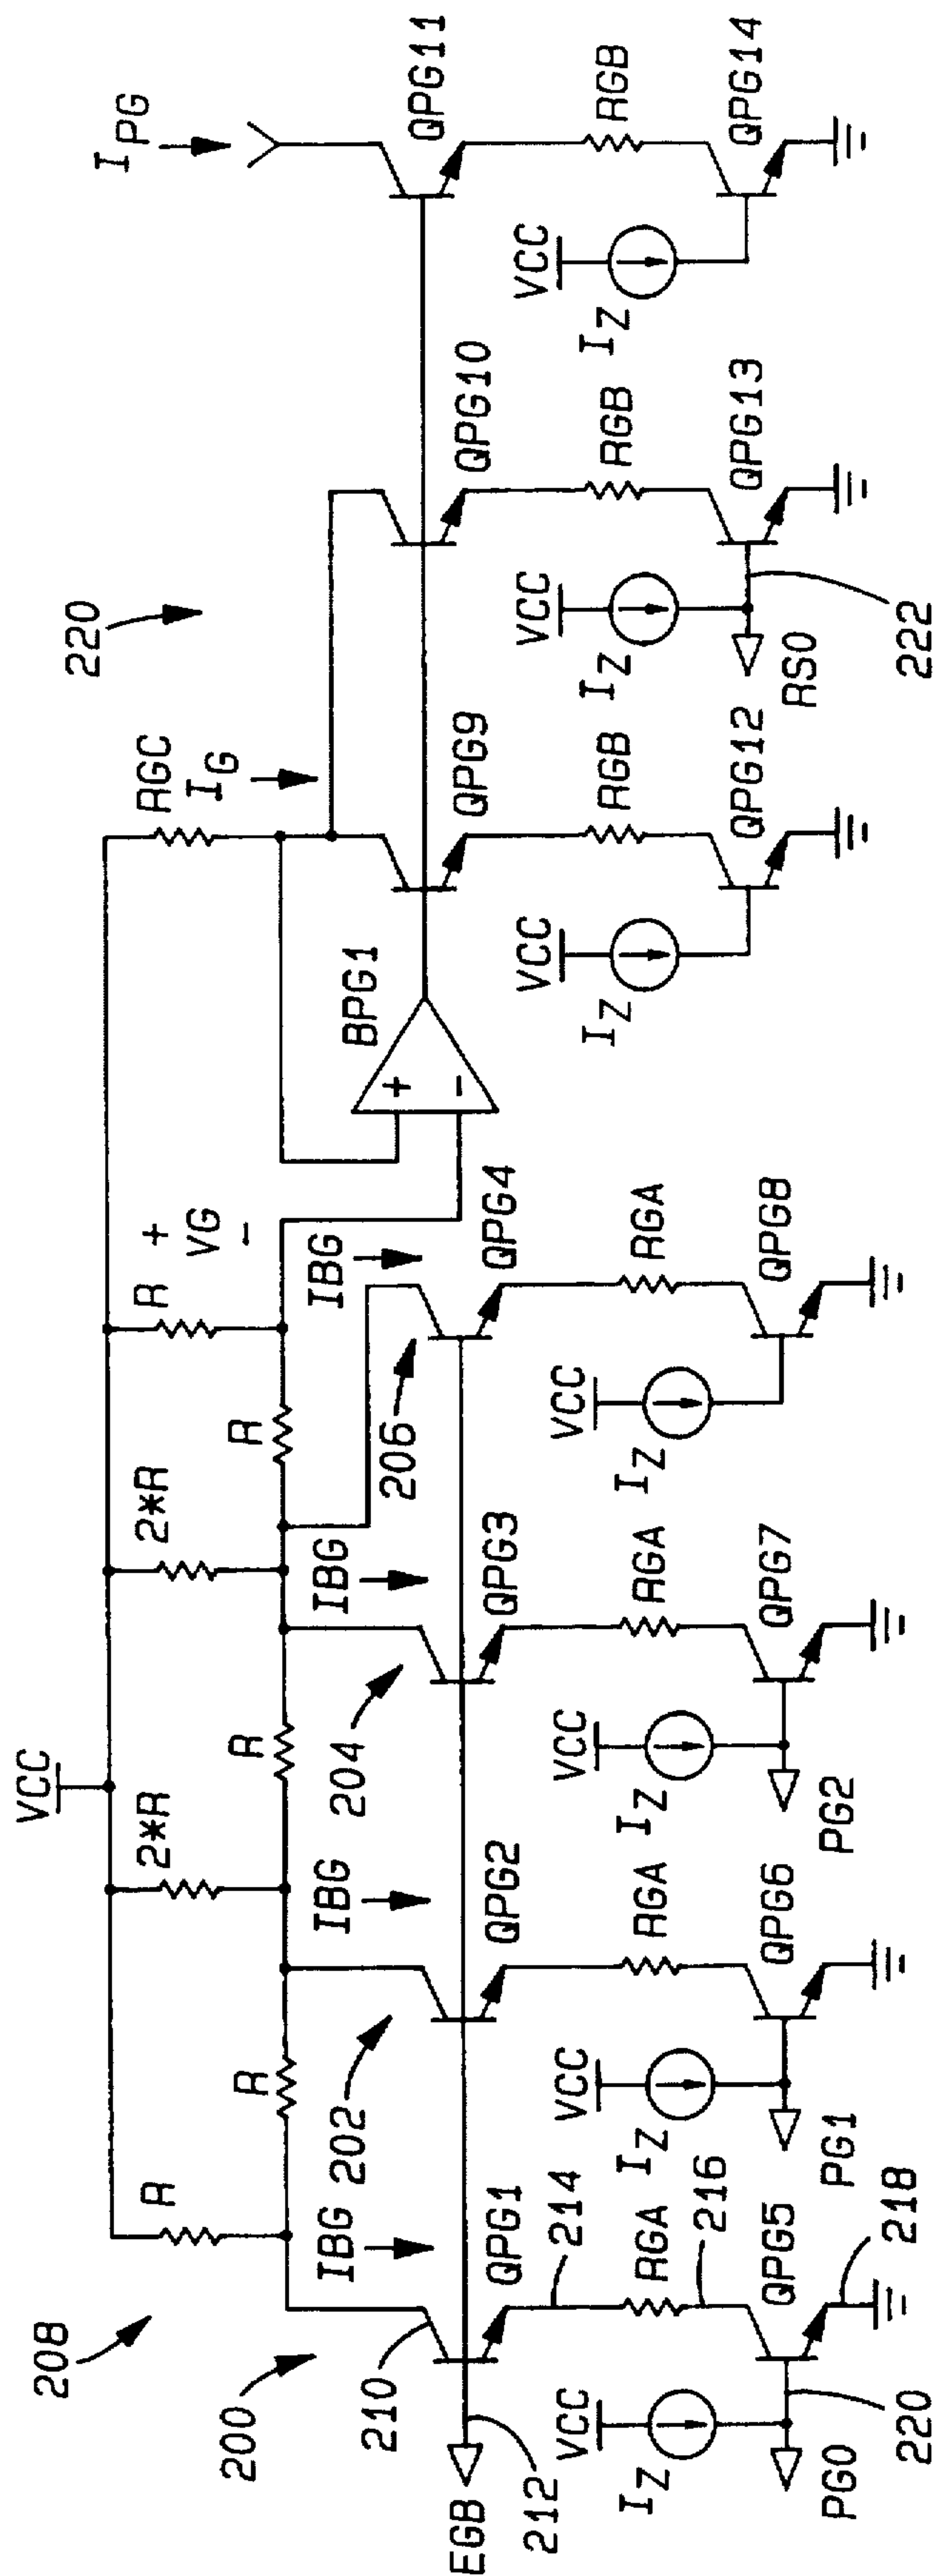 208
200
210
EGB
212
R
IBG
QPG1
214
RGA
216
QPG5
218
VCC
IZ
PG0
220
R
202
2*R
IBG
QPG2
RGA
QPG6
VCC
IZ
PG1
VCC
R
204
2*R
IBG
QPG3
RGA
QPG7
VCC
IZ
PG2
R
206
R
+
VG
-
IBG
QPG4
RGA
QPG8
VCC
IZ
BPG1
+
-
RGC
IG
220
QPG9
RGB
QPG12
VCC
IZ
QPG10
RGB
QPG13
VCC
IZ
RS0
222
IPG
QPG11
RGB
QPG14
VCC
IZ